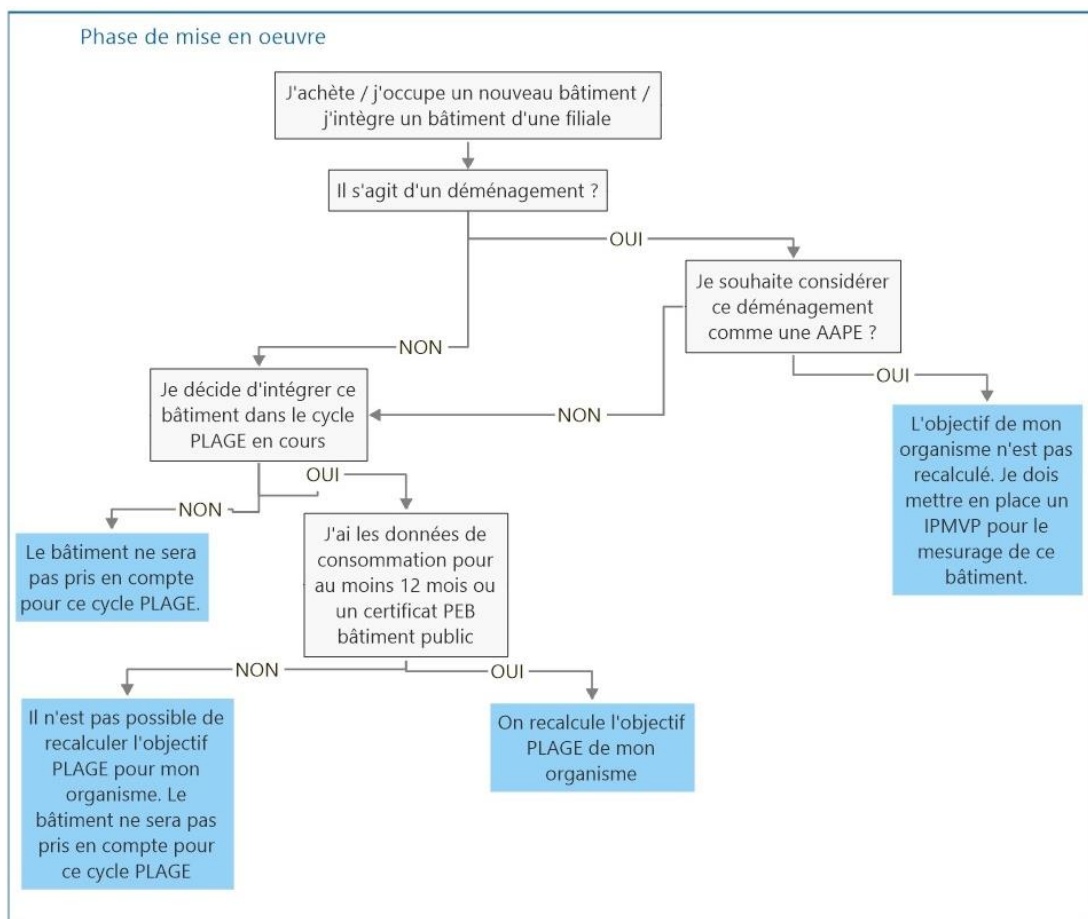 Phase de mise en oeuvre
J'achète / j'occupe un nouveau bâtiment /
j'intègre un bâtiment d'une filiale
Il s'agit d'un déménagement ?
OUI
Je souhaite considérer
ce déménagement
comme une AAPE ?
NON
OUI
Je décide d'intégrer ce
bâtiment dans le cycle
PLAGE en cours
NON
L'objectif de mon
organisme n'est pas
recalculé. Je dois
mettre en place un
IPMVP pour le
mesurage de ce
bâtiment.
OUI
NON
Le bâtiment ne sera
pas pris en compte
pour ce cycle PLAGE.
J'ai les données de
consommation pour
au moins 12 mois ou
un certificat PEB
bâtiment public
NON
OUI
Il n'est pas possible de
recalculer l'objectif
PLAGE pour mon
organisme. Le
bâtiment ne sera pas
pris en compte pour
ce cycle PLAGE
On recalcule l'objectif
PLAGE de mon
organisme